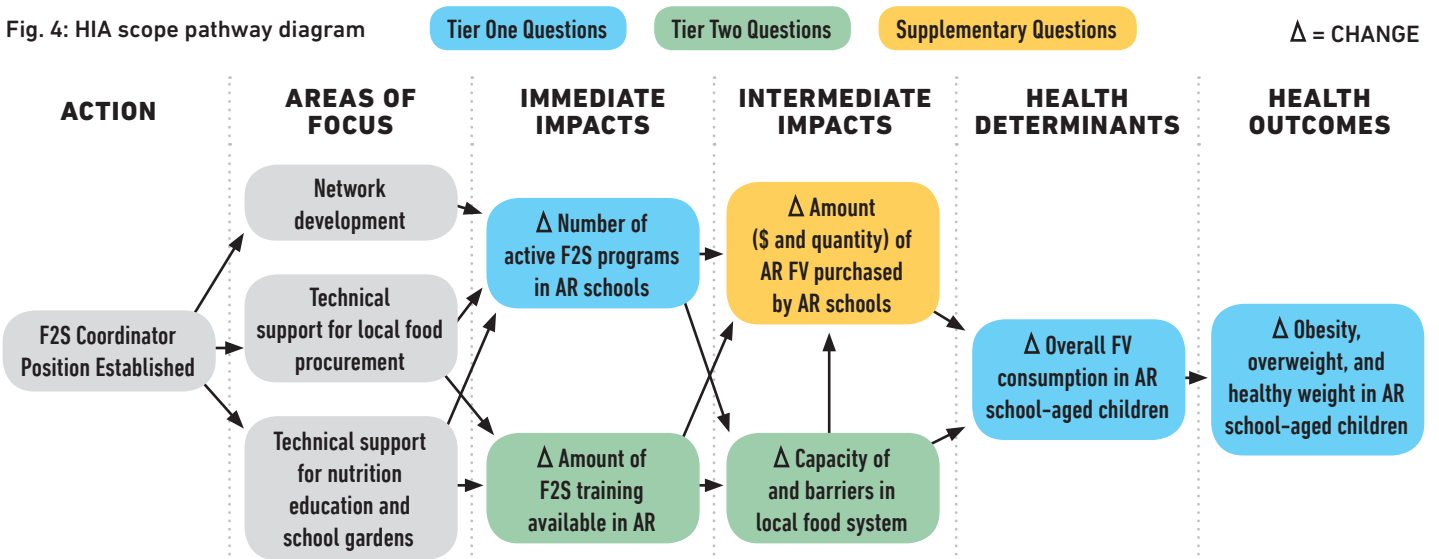 Fig. 4: HIA scope pathway diagram
Tier One Questions
Tier Two Questions
Supplementary Questions
Δ = CHANGE
ACTION
AREAS OF
FOCUS
IMMEDIATE
IMPACTS
INTERMEDIATE
IMPACTS
HEALTH
DETERMINANTS
HEALTH
OUTCOMES
F2S Coordinator
Position Established
Network
development
Technical
support for local food
procurement
Technical support
for nutrition
education and
school gardens
Δ Number of
active F2S programs
in AR schools
Δ Amount of
F2S training
available in AR
Δ Amount
($ and quantity) of
AR FV purchased
by AR schools
Δ Capacity of
and barriers in
local food system
Δ Overall FV
consumption in AR
school-aged children
Δ Obesity,
overweight, and
healthy weight in AR
school-aged children